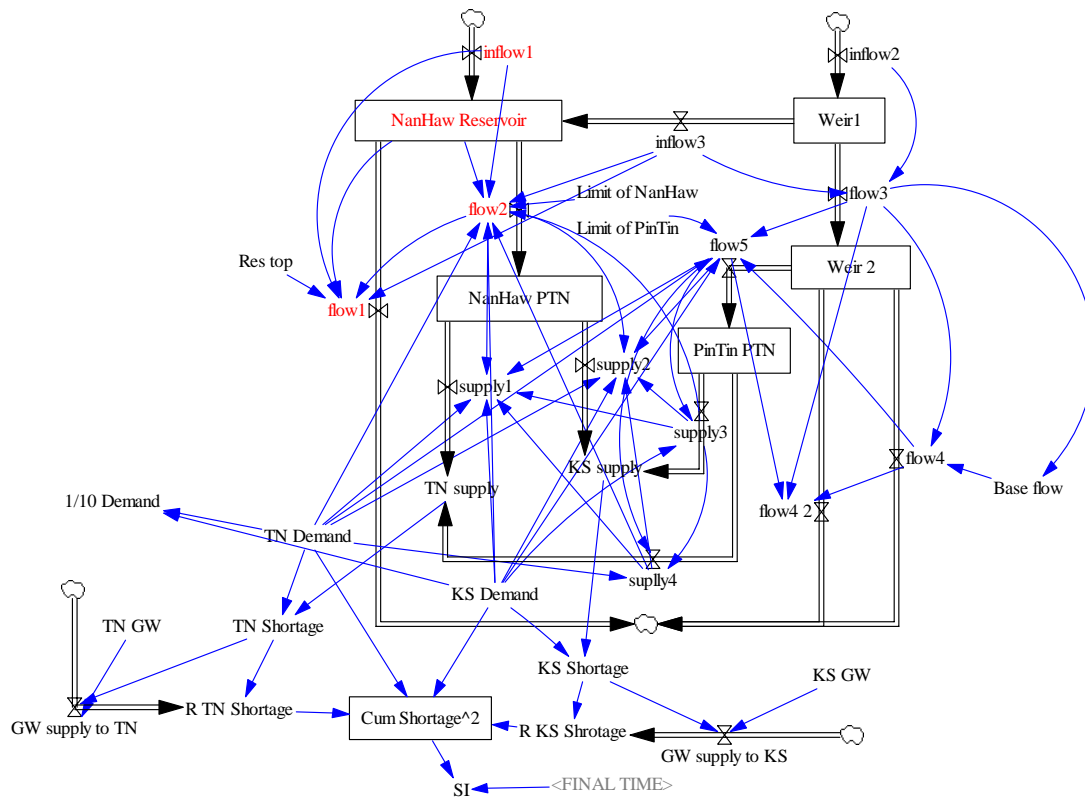 inflow1
inflow2
NanHaw Reservoir
Weir1
inflow3
Limit of NanHaw
flow3
flow2
Limit of PinTin
flow5
Res top
Weir 2
NanHaw PTN
flow1
PinTin PTN
supply2
supply1
supply3
KS supply
flow4
TN supply
Base flow
1/10 Demand
flow4 2
TN Demand
suplly4
KS Demand
TN GW
TN Shortage
KS Shortage
KS GW
R TN Shortage
Cum Shortage^2
GW supply to TN
R KS Shrotage
GW supply to KS
SI
<FINAL TIME>